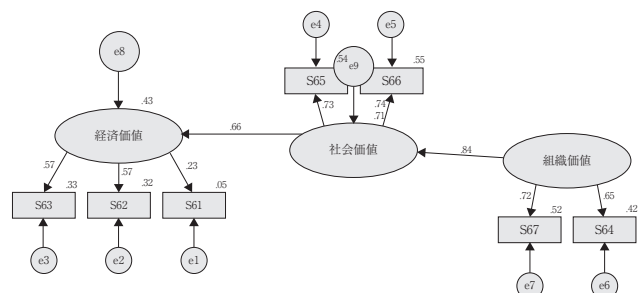 e4
e5
e8
.54
e9
.55
S65
S66
.43
.73
.74
.71
経済価値
.66
社会価値
.84
組織価値
.57
.57
.23
.33
.32
.05
S63
S62
S61
.72
.65
.52
.42
S67
S64
e3
e2
e1
e7
e6